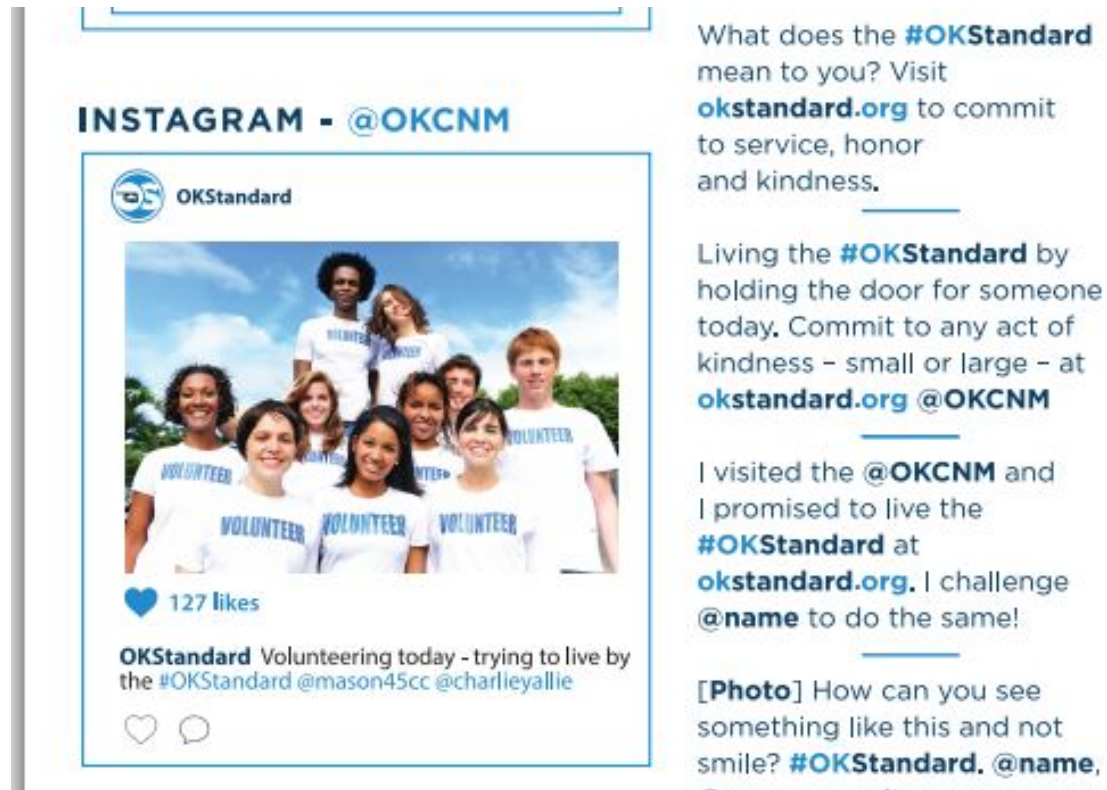 INSTAGRAM - @OKCNM
OKStandard
VOLUNTEER
VOLUNTEER
VOLUNTEER
VOLUNTEER
VOLUNTEER
127 likes
OKStandard Volunteering today - trying to live by
the #OKStandard @mason45cc @charlieyallie
What does the #OKStandard
mean to you? Visit
okstandard.org to commit
to service, honor
and kindness.
Living the #OKStandard by
holding the door for someone
today. Commit to any act of
kindness – small or large – at
okstandard.org @OKCNM
I visited the @OKCNM and
I promised to live the
#OKStandard at
okstandard.org. I challenge
@name to do the same!
[Photo] How can you see
something like this and not
smile? #OKStandard. @name,